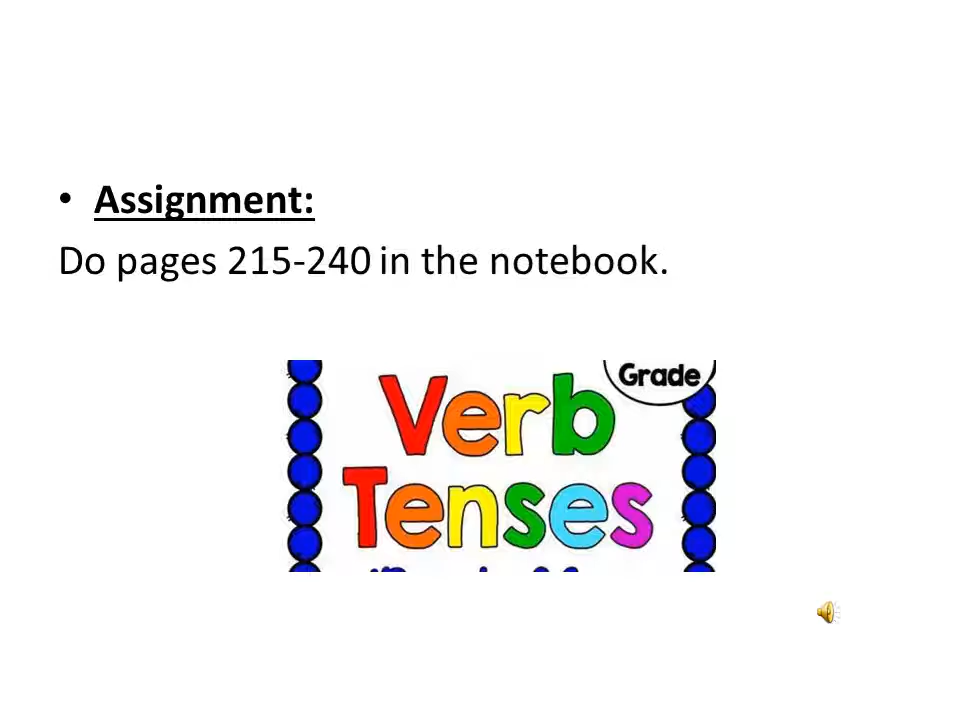 • Assignment:
Do pages 215-240 in the notebook.
Grade
Verb
Tenses